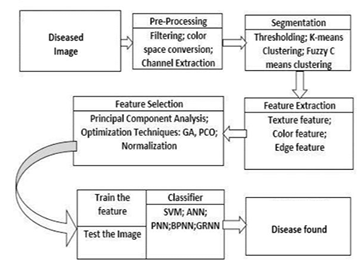 Diseased
Image
Pre-Processing
Filtering; color
space conversion;
Channel Extraction
Segmentation
Thresholding; K-means
Clustering; Fuzzy C
means clustering
Feature Extraction
Texture feature;
Color feature;
Edge feature
Feature Selection
Principal Component Analysis;
Optimization Techniques: GA, PCO;
Normalization
Train the
feature
Test the Image
Classifier
SVM; ANN;
PNN;BPNN;GRNN
Disease found